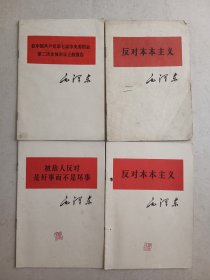 在中国共产党第七届中央委员会
第二次全体会议上的报告
毛泽东
反对本本主义
毛泽东
被敌人反对
是好事而不是坏事
毛泽东
反对本本主义
毛泽东